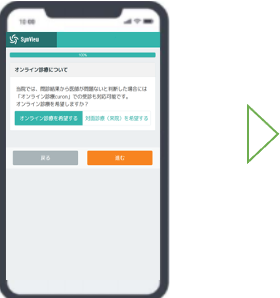 10:00
SymView
100%
オンライン診療について
当院では、問診結果から医師が問題ないと判断した場合には
「オンライン診療curon」での受診も対応可能です。
オンライン診療を希望しますか？
オンライン診療を希望する 対面診療（来院）を希望する
戻る 進む